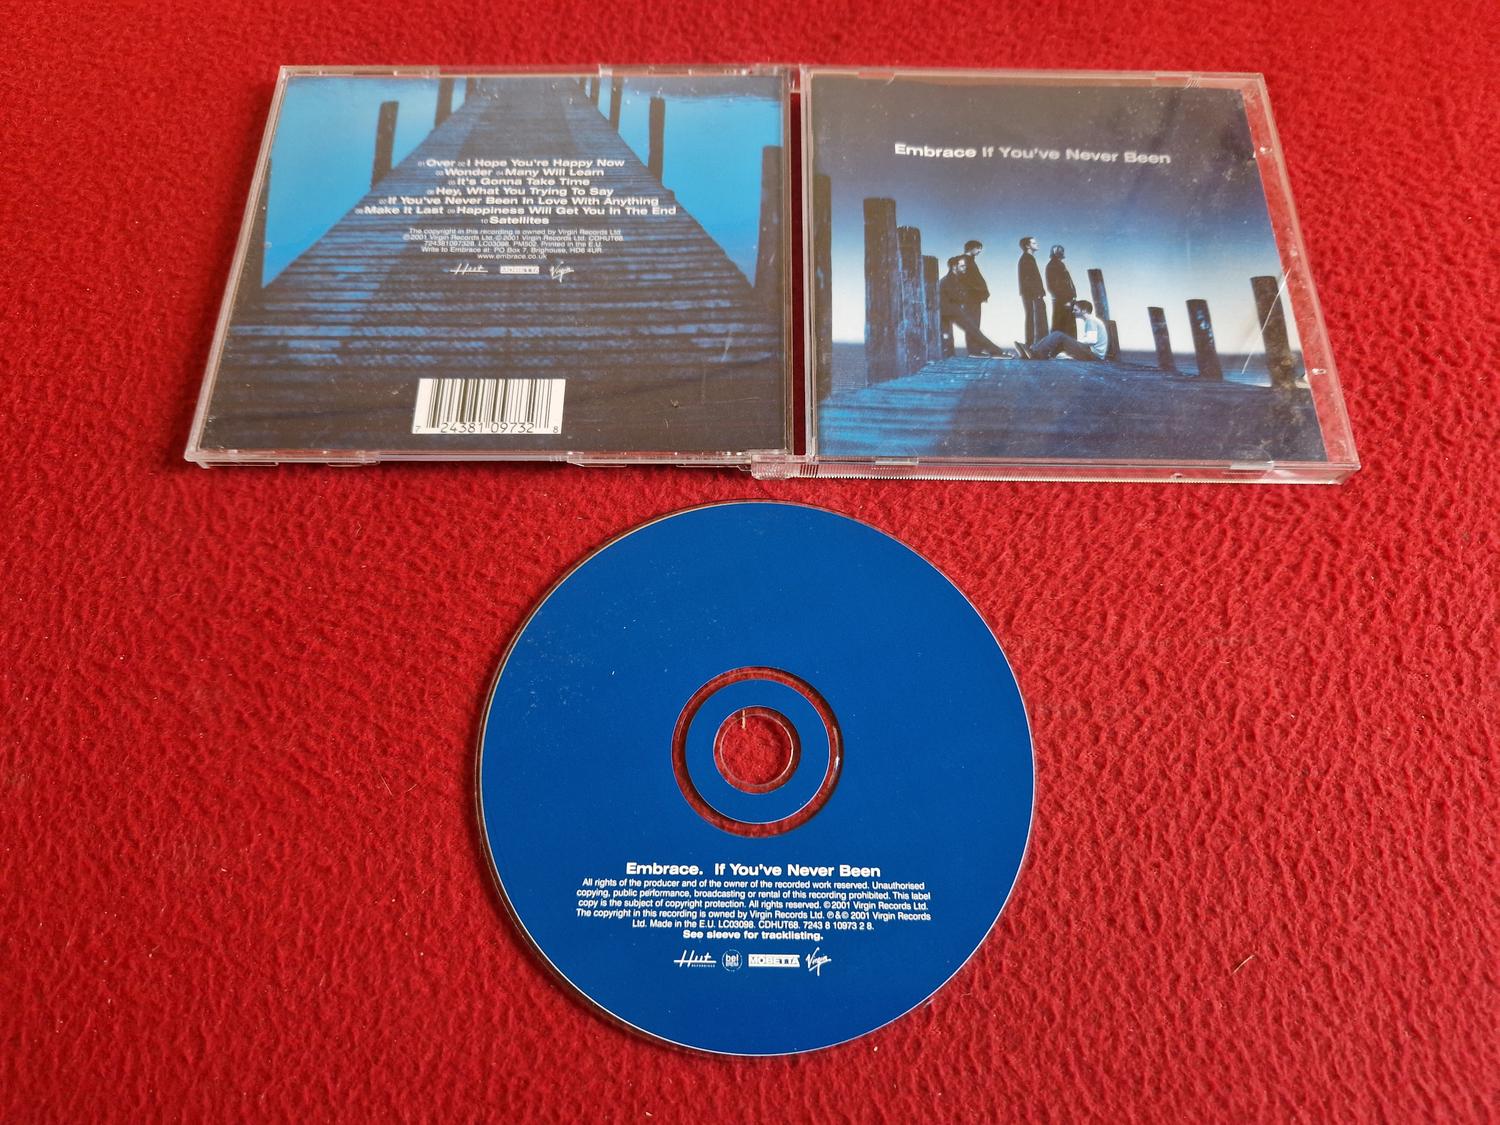 01 Over 02 I Hope You're Happy Now
03 Wonder 04 Many Will Learn
05 It's Gonna Take Time
06 Hey, What You Trying To Say
07 If You've Never Been In Love With Anything
08 Make It Last 09 Happiness Will Get You In The End
10 Satellites
The copyright in this recording is owned by Virgin Records Ltd
℗2001 Virgin Records Ltd. ©2001 Virgin Records Ltd. CDHUT68.
724381097328. LC03098. PM502. Printed in the E.U.
Write to Embrace at: PO Box 7, Brighouse, HD6 4UR
www.embrace.co.uk
Hut MOBETTA Virgin
7 24381 09732 8
Embrace If You've Never Been
Embrace. If You've Never Been
All rights of the producer and of the owner of the recorded work reserved. Unauthorised
copying, public performance, broadcasting or rental of this recording prohibited. This label
copy is the subject of copyright protection. All rights reserved. ©2001 Virgin Records Ltd.
The copyright in this recording is owned by Virgin Records Ltd. ℗&© 2001 Virgin Records
Ltd. Made in the E.U. LC03098. CDHUT68. 7243 8 10973 2 8.
See sleeve for tracklisting.
Hut RECORDINGS bel BIEM MOBETTA Virgin